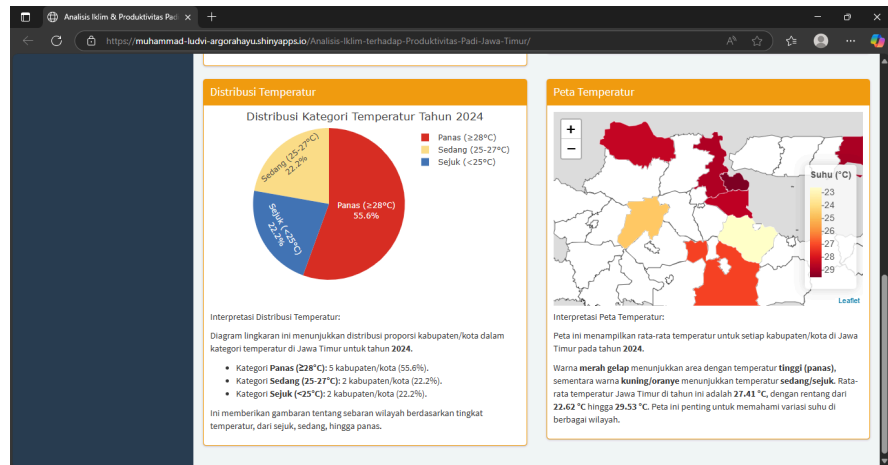 Analisis Iklim & Produktivitas Pad
https://muhammad-ludvi-argorahayu.shinyapps.io/Analisis-Iklim-terhadap-Produktivitas-Padi-Jawa-Timur/
Distribusi Temperatur
Distribusi Kategori Temperatur Tahun 2024
Panas (≥28°C)
Sedang (25-27°C)
Sejuk (<25°C)
Sedang (25-27°C)
22.2%
Panas (≥28°C)
55.6%
Sejuk (<25°C)
22.2%
Interpretasi Distribusi Temperatur:
Diagram lingkaran ini menunjukkan distribusi proporsi kabupaten/kota dalam
kategori temperatur di Jawa Timur untuk tahun 2024.
• Kategori Panas (≥28°C): 5 kabupaten/kota (55.6%).
• Kategori Sedang (25-27°C): 2 kabupaten/kota (22.2%).
• Kategori Sejuk (<25°C): 2 kabupaten/kota (22.2%).
Ini memberikan gambaran tentang sebaran wilayah berdasarkan tingkat
temperatur, dari sejuk, sedang, hingga panas.
Peta Temperatur
+
−
Suhu (°C)
23
24
25
26
27
28
29
Leaflet
Interpretasi Peta Temperatur:
Peta ini menampilkan rata-rata temperatur untuk setiap kabupaten/kota di Jawa
Timur pada tahun 2024.
Warna merah gelap menunjukkan area dengan temperatur tinggi (panas),
sementara warna kuning/oranye menunjukkan temperatur sedang/sejuk. Rata-
rata temperatur Jawa Timur di tahun ini adalah 27.41 °C, dengan rentang dari
22.62 °C hingga 29.53 °C. Peta ini penting untuk memahami variasi suhu di
berbagai wilayah.